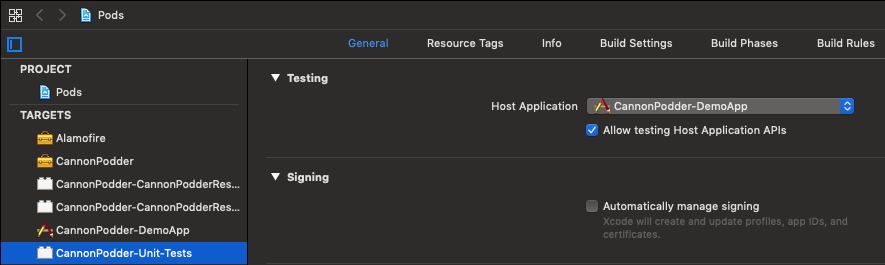 Pods
General Resource Tags Info Build Settings Build Phases Build Rules
PROJECT
Pods
TARGETS
Alamofire
CannonPodder
CannonPodder-CannonPodderRes...
CannonPodder-CannonPodderRes...
CannonPodder-DemoApp
CannonPodder-Unit-Tests
Testing
Host Application CannonPodder-DemoApp
Allow testing Host Application APIs
Signing
Automatically manage signing
Xcode will create and update profiles, app IDs, and
certificates.